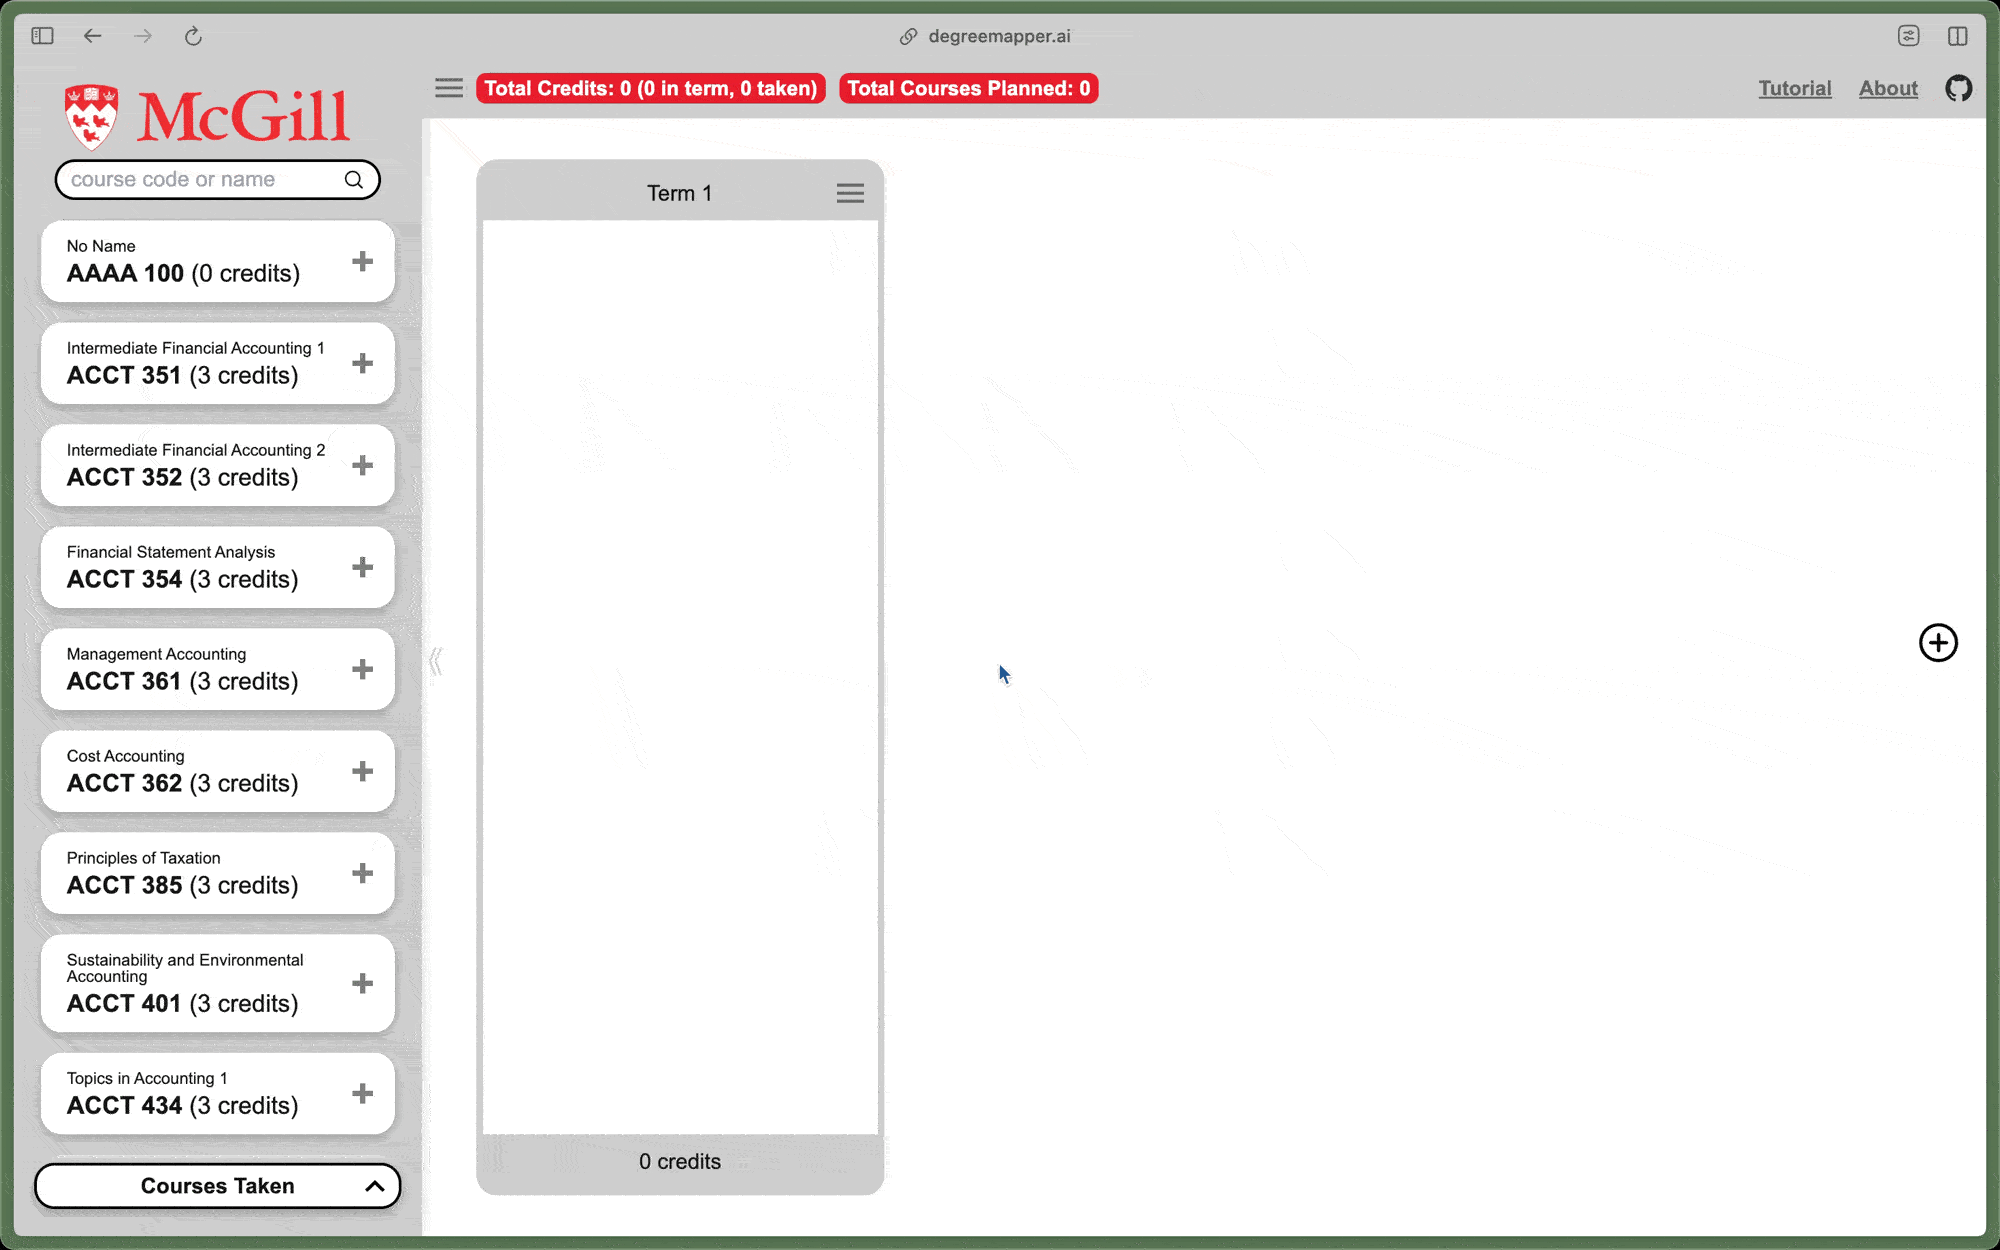 degreemapper.ai
McGill
Total Credits: 0 (0 in term, 0 taken)
Total Courses Planned: 0
Tutorial
About
course code or name
No Name
AAAA 100 (0 credits)
Intermediate Financial Accounting 1
ACCT 351 (3 credits)
Intermediate Financial Accounting 2
ACCT 352 (3 credits)
Financial Statement Analysis
ACCT 354 (3 credits)
Management Accounting
ACCT 361 (3 credits)
Cost Accounting
ACCT 362 (3 credits)
Principles of Taxation
ACCT 385 (3 credits)
Sustainability and Environmental
Accounting
ACCT 401 (3 credits)
Topics in Accounting 1
ACCT 434 (3 credits)
Courses Taken
Term 1
0 credits